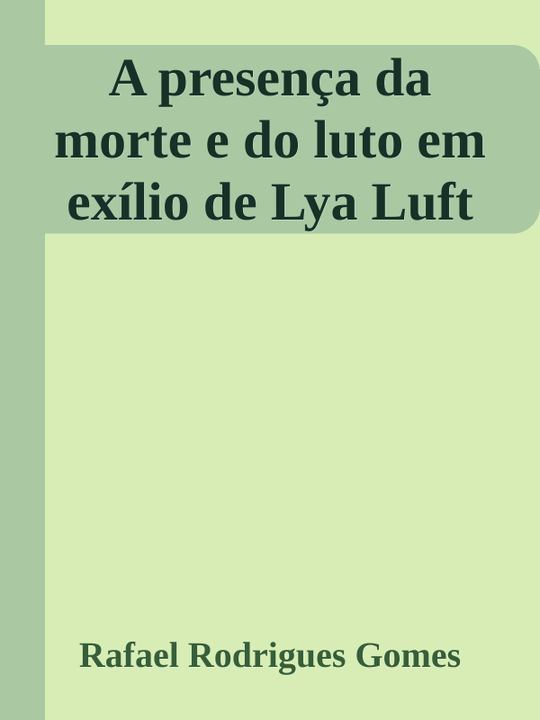 A presença da
morte e do luto em
exílio de Lya Luft
Rafael Rodrigues Gomes